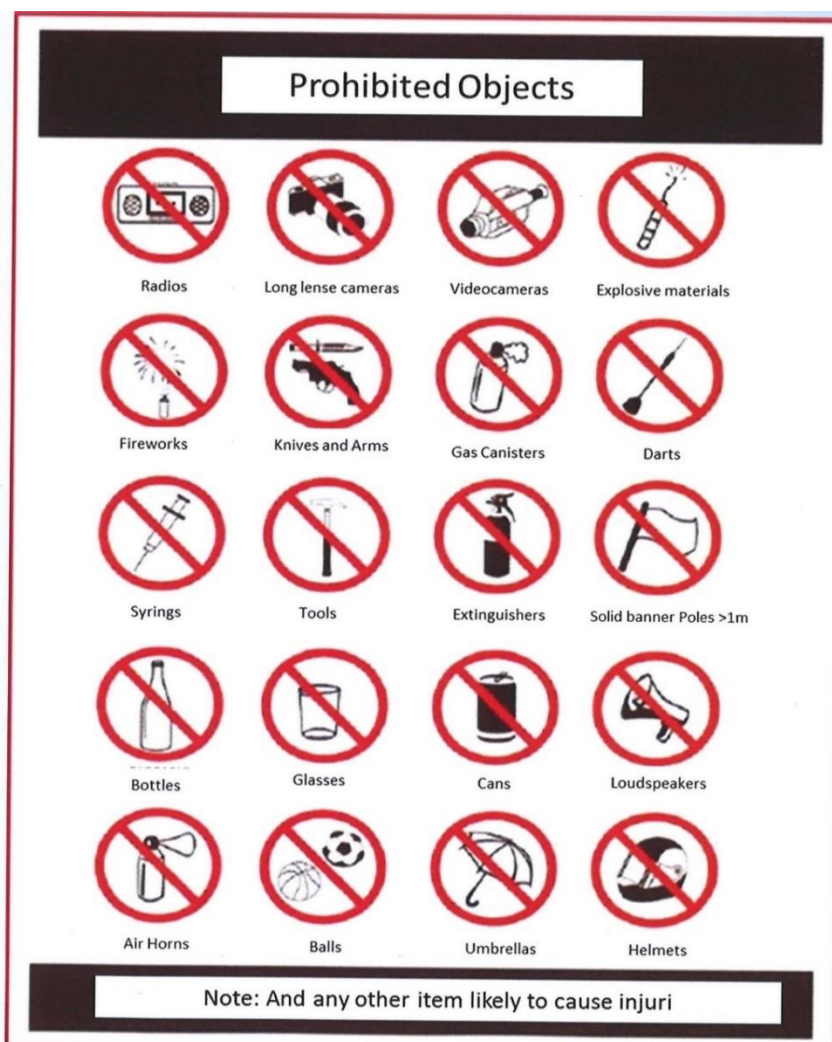 Prohibited Objects
Radios
Long lense cameras
Videocameras
Explosive materials
Fireworks
Knives and Arms
Gas Canisters
Darts
Syrings
Tools
Extinguishers
Solid banner Poles >1m
Bottles
Glasses
Cans
Loudspeakers
Air Horns
Balls
Umbrellas
Helmets
Note: And any other item likely to cause injuri